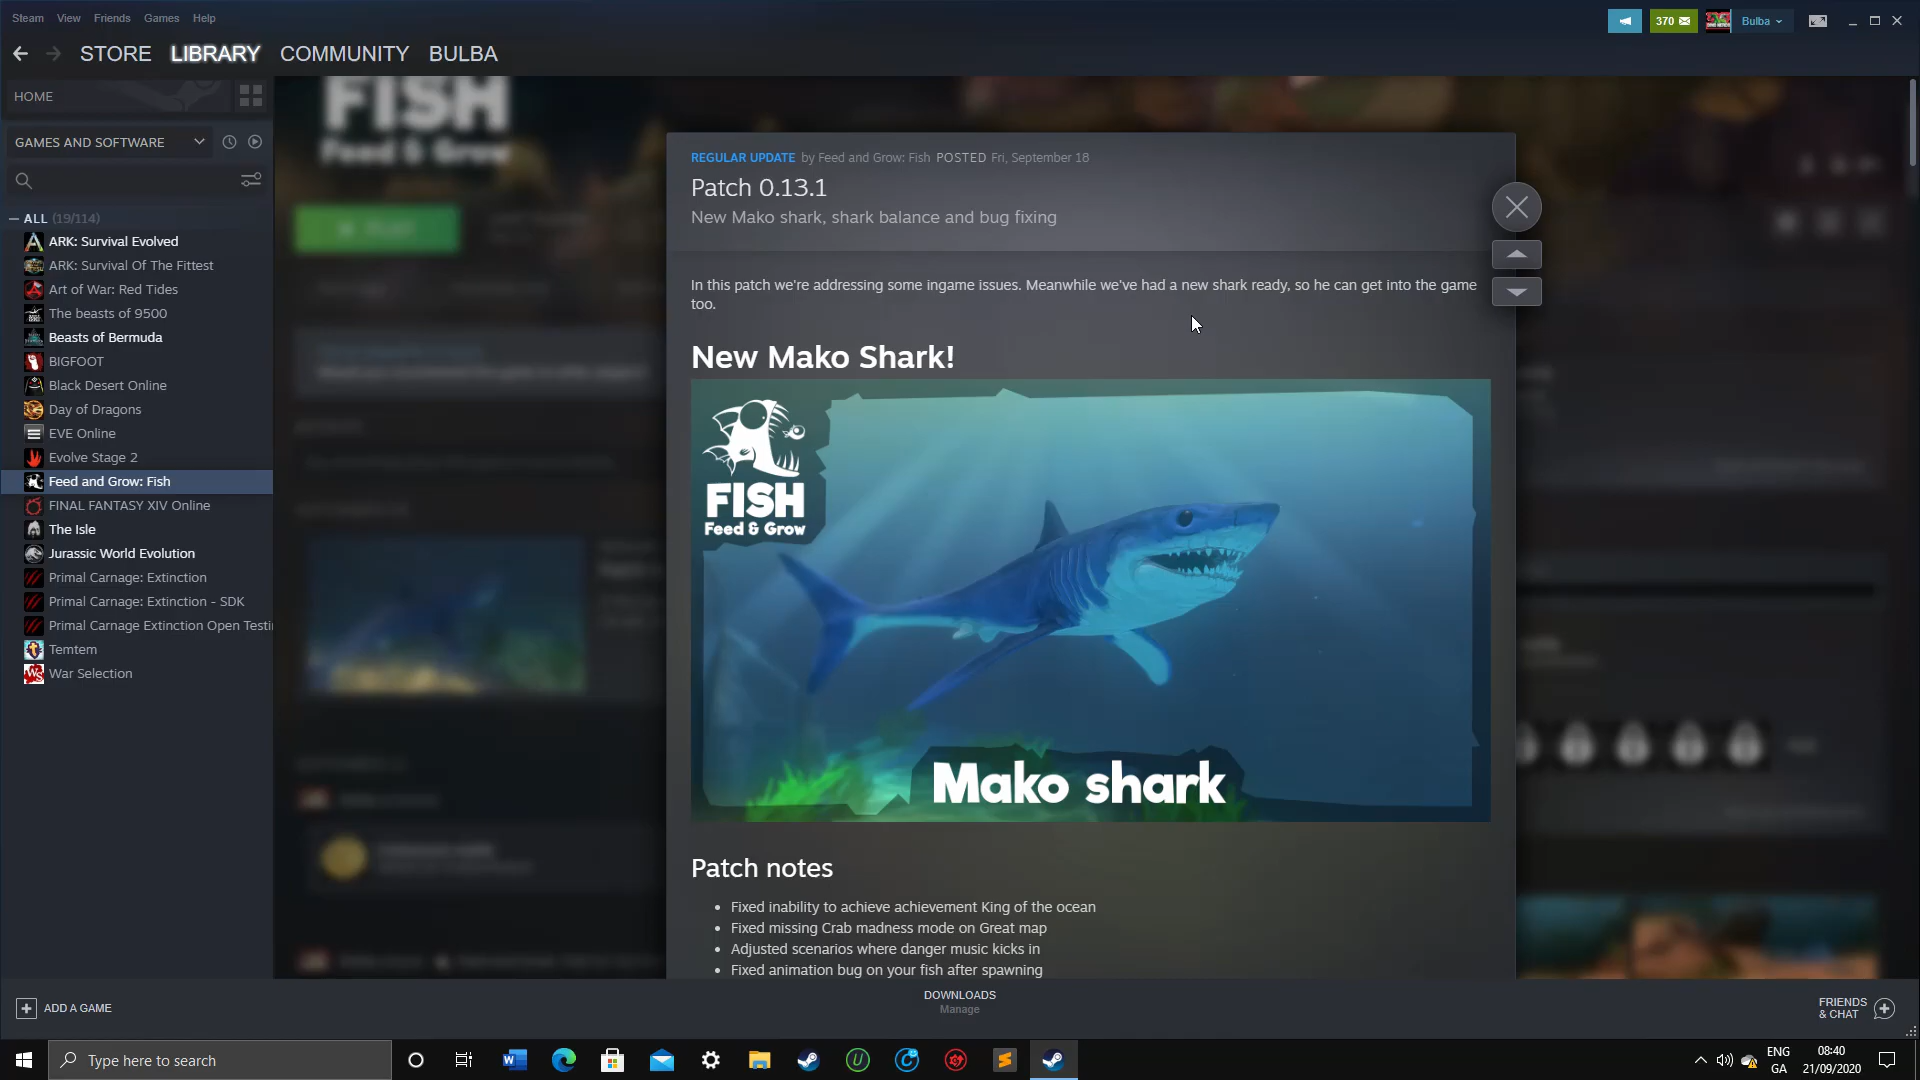 Steam View Friends Games Help
370
Bulba
STORE LIBRARY COMMUNITY BULBA
HOME
GAMES AND SOFTWARE
ALL (19/114)
ARK: Survival Evolved
ARK: Survival Of The Fittest
Art of War: Red Tides
The beasts of 9500
Beasts of Bermuda
BIGFOOT
Black Desert Online
Day of Dragons
EVE Online
Evolve Stage 2
Feed and Grow: Fish
FINAL FANTASY XIV Online
The Isle
Jurassic World Evolution
Primal Carnage: Extinction
Primal Carnage: Extinction - SDK
Primal Carnage Extinction Open Testi
Temtem
War Selection
FISH
Feed & Grow
PLAY
REGULAR UPDATE by Feed and Grow: Fish POSTED Fri, September 18
Patch 0.13.1
New Mako shark, shark balance and bug fixing
In this patch we're addressing some ingame issues. Meanwhile we've had a new shark ready, so he can get into the game
too.
New Mako Shark!
FISH
Feed & Grow
Mako shark
Patch notes
• Fixed inability to achieve achievement King of the ocean
• Fixed missing Crab madness mode on Great map
• Adjusted scenarios where danger music kicks in
• Fixed animation bug on your fish after spawning
ADD A GAME
DOWNLOADS
Manage
FRIENDS
& CHAT
Type here to search
ENG
GA
08:40
21/09/2020